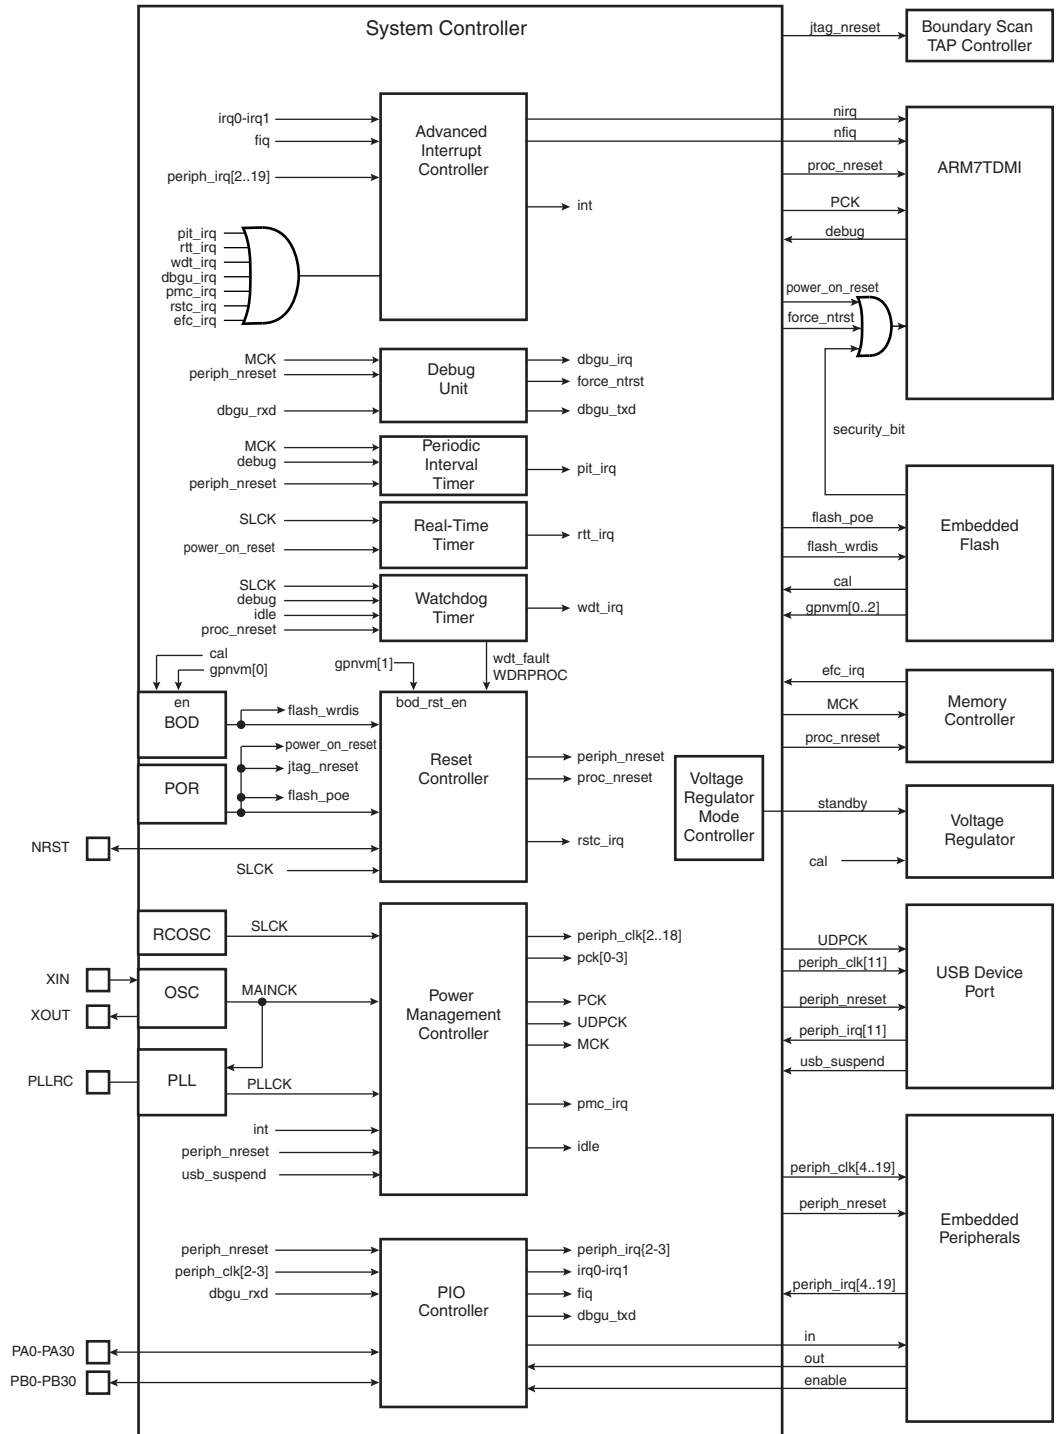 System Controller
jtag_nreset
Boundary Scan
TAP Controller
irq0-irq1
fiq
periph_irq[2..19]
Advanced
Interrupt
Controller
int
nirq
nfiq
proc_nreset
PCK
debug
ARM7TDMI
pit_irq
rtt_irq
wdt_irq
dbgu_irq
pmc_irq
rstc_irq
efc_irq
power_on_reset
force_ntrst
security_bit
MCK
periph_nreset
dbgu_rxd
Debug
Unit
dbgu_irq
force_ntrst
dbgu_txd
MCK
debug
periph_nreset
Periodic
Interval
Timer
pit_irq
SLCK
power_on_reset
Real-Time
Timer
rtt_irq
flash_poe
flash_wrdis
cal
gpnvm[0..2]
Embedded
Flash
SLCK
debug
idle
proc_nreset
Watchdog
Timer
wdt_irq
wdt_fault
WDRPROC
cal
gpnvm[0]
gpnvm[1]
en
BOD
POR
flash_wrdis
power_on_reset
jtag_nreset
flash_poe
bod_rst_en
Reset
Controller
periph_nreset
proc_nreset
rstc_irq
NRST
SLCK
efc_irq
MCK
proc_nreset
Memory
Controller
Voltage
Regulator
Mode
Controller
standby
cal
Voltage
Regulator
RCOSC
SLCK
XIN
OSC
MAINCK
XOUT
PLLRC
PLL
PLLCK
int
periph_nreset
usb_suspend
Power
Management
Controller
periph_clk[2..18]
pck[0-3]
PCK
UDPCK
MCK
pmc_irq
idle
UDPCK
periph_clk[11]
periph_nreset
periph_irq[11]
usb_suspend
USB Device
Port
periph_clk[4..19]
periph_nreset
periph_irq[4..19]
Embedded
Peripherals
periph_nreset
periph_clk[2-3]
dbgu_rxd
PIO
Controller
periph_irq{2-3]
irq0-irq1
fiq
dbgu_txd
in
out
enable
PA0-PA30
PB0-PB30